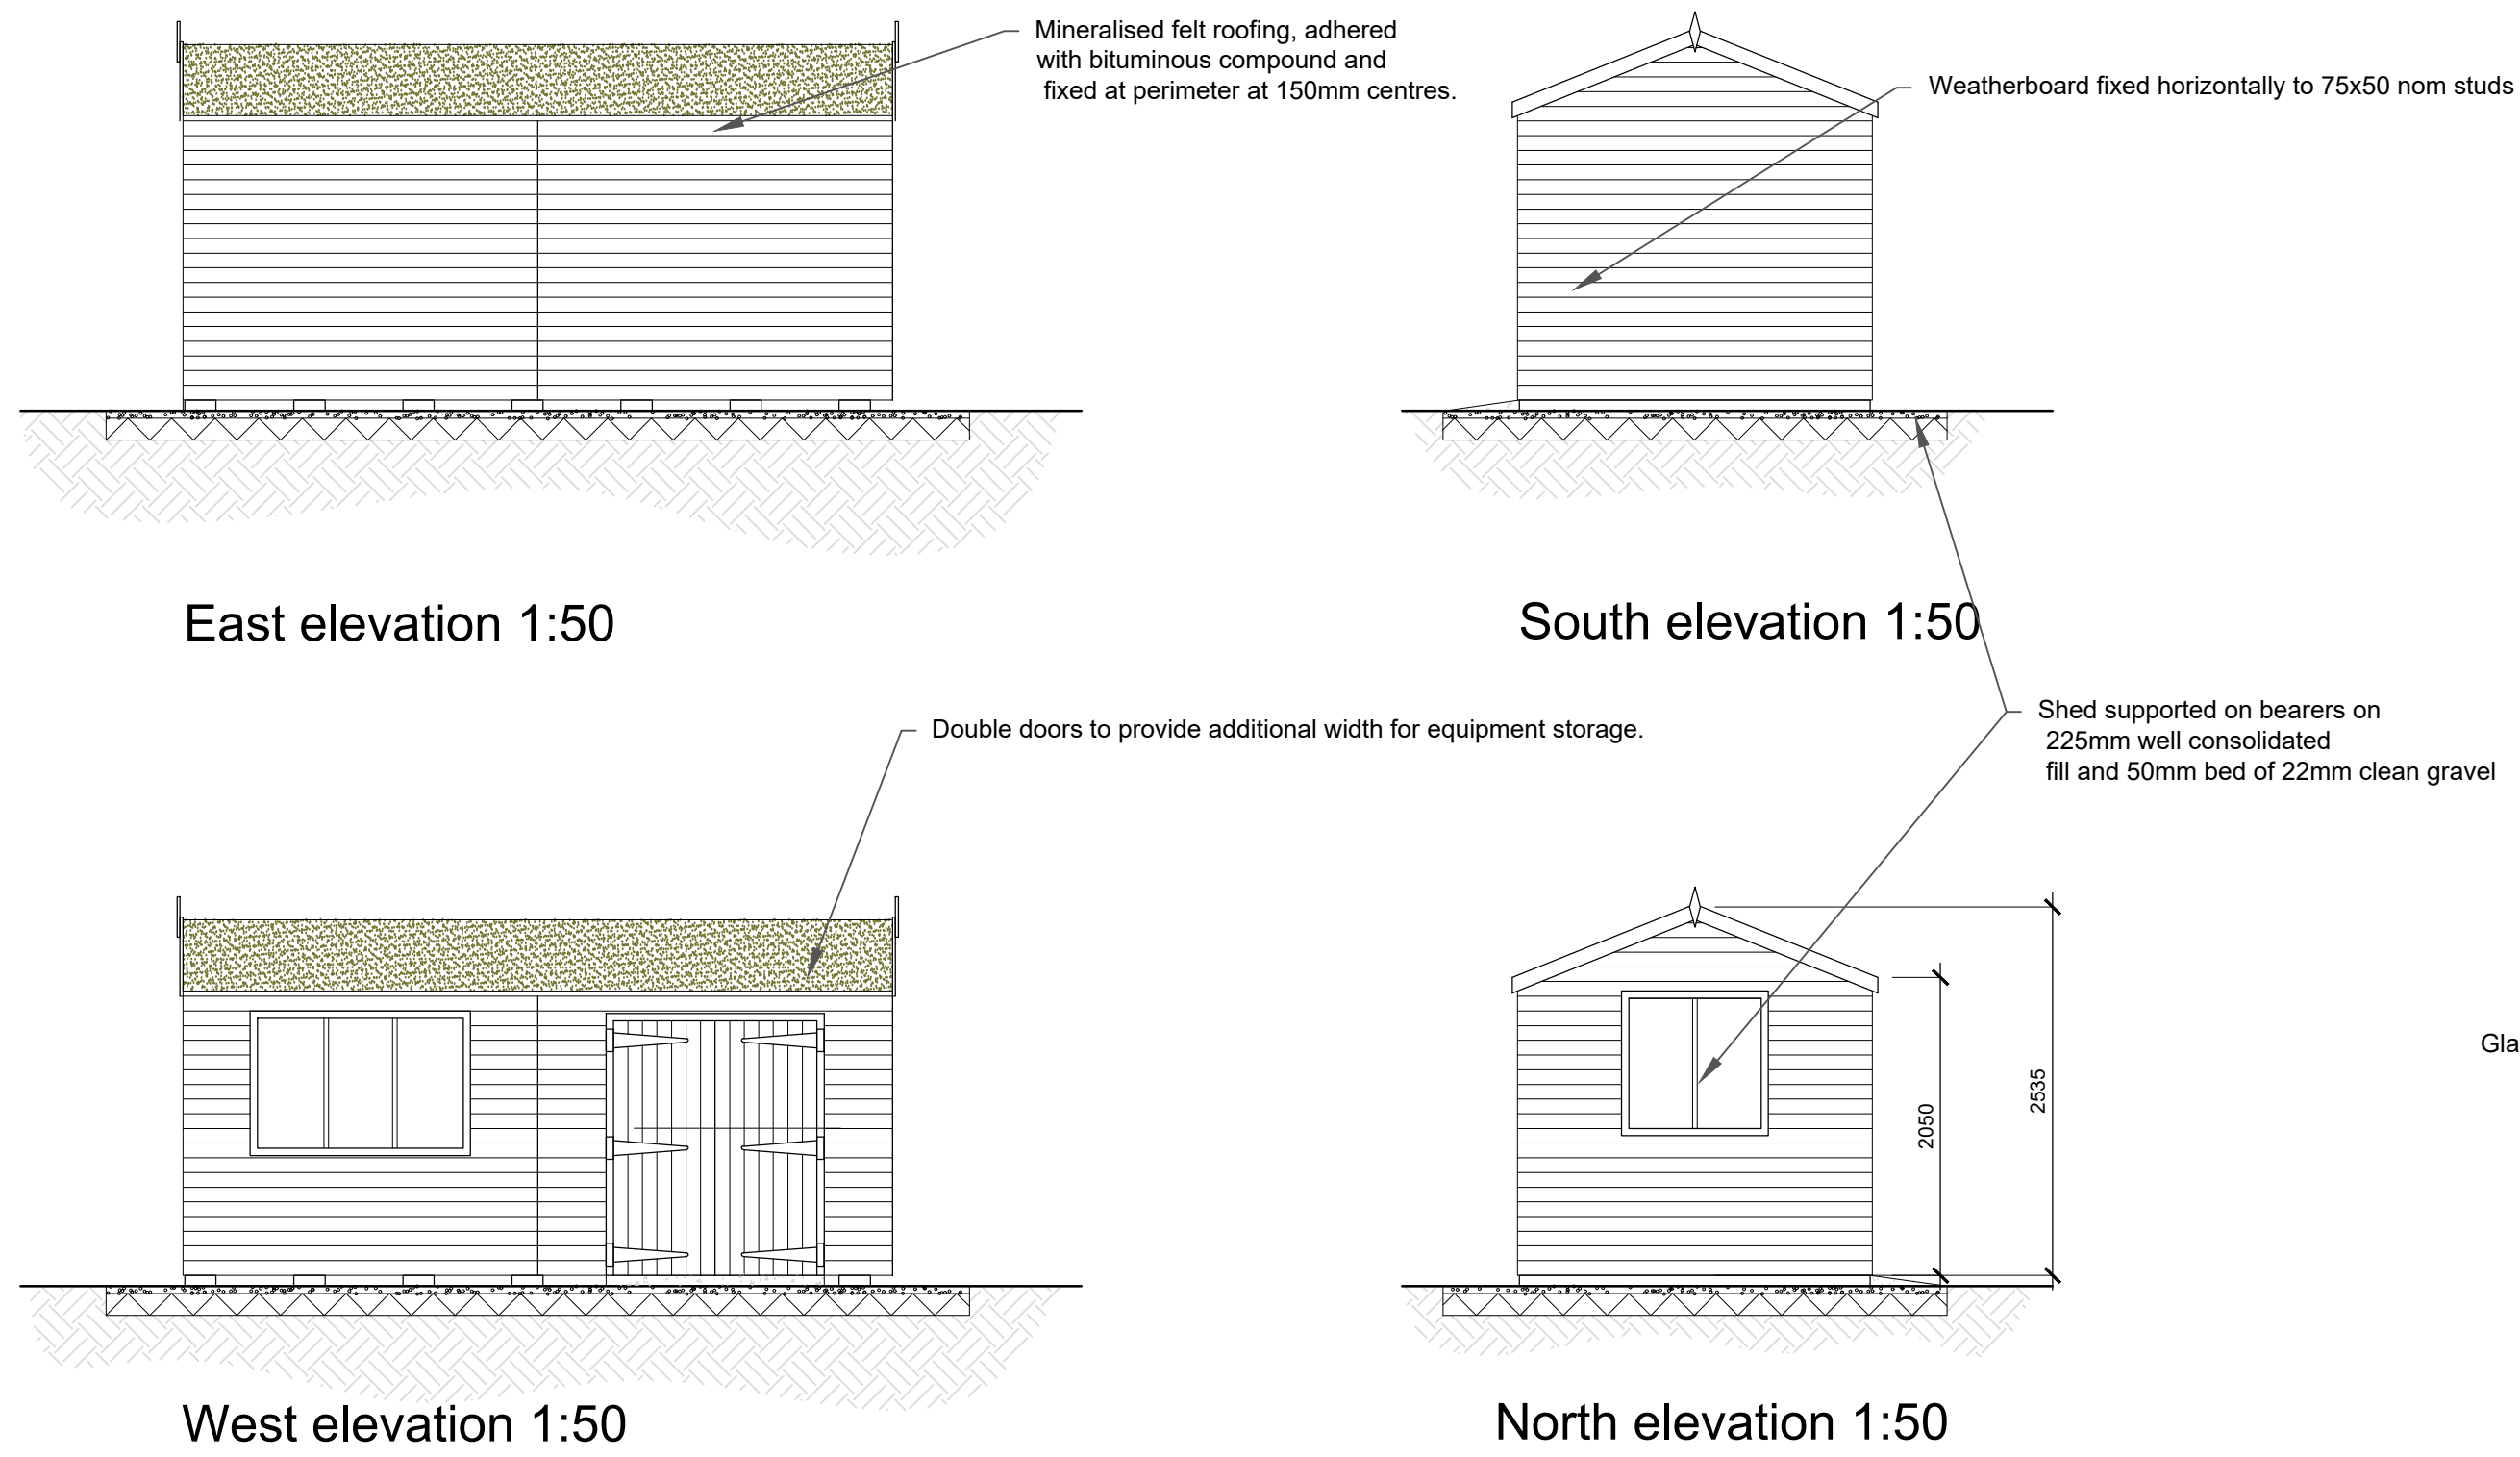 Mineralised felt roofing, adhered
with bituminous compound and
fixed at perimeter at 150mm centres.
Weatherboard fixed horizontally to 75x50 nom studs
East elevation 1:50
South elevation 1:50
Double doors to provide additional width for equipment storage.
Shed supported on bearers on
225mm well consolidated
fill and 50mm bed of 22mm clean gravel
2050
2535
Gla
West elevation 1:50
North elevation 1:50